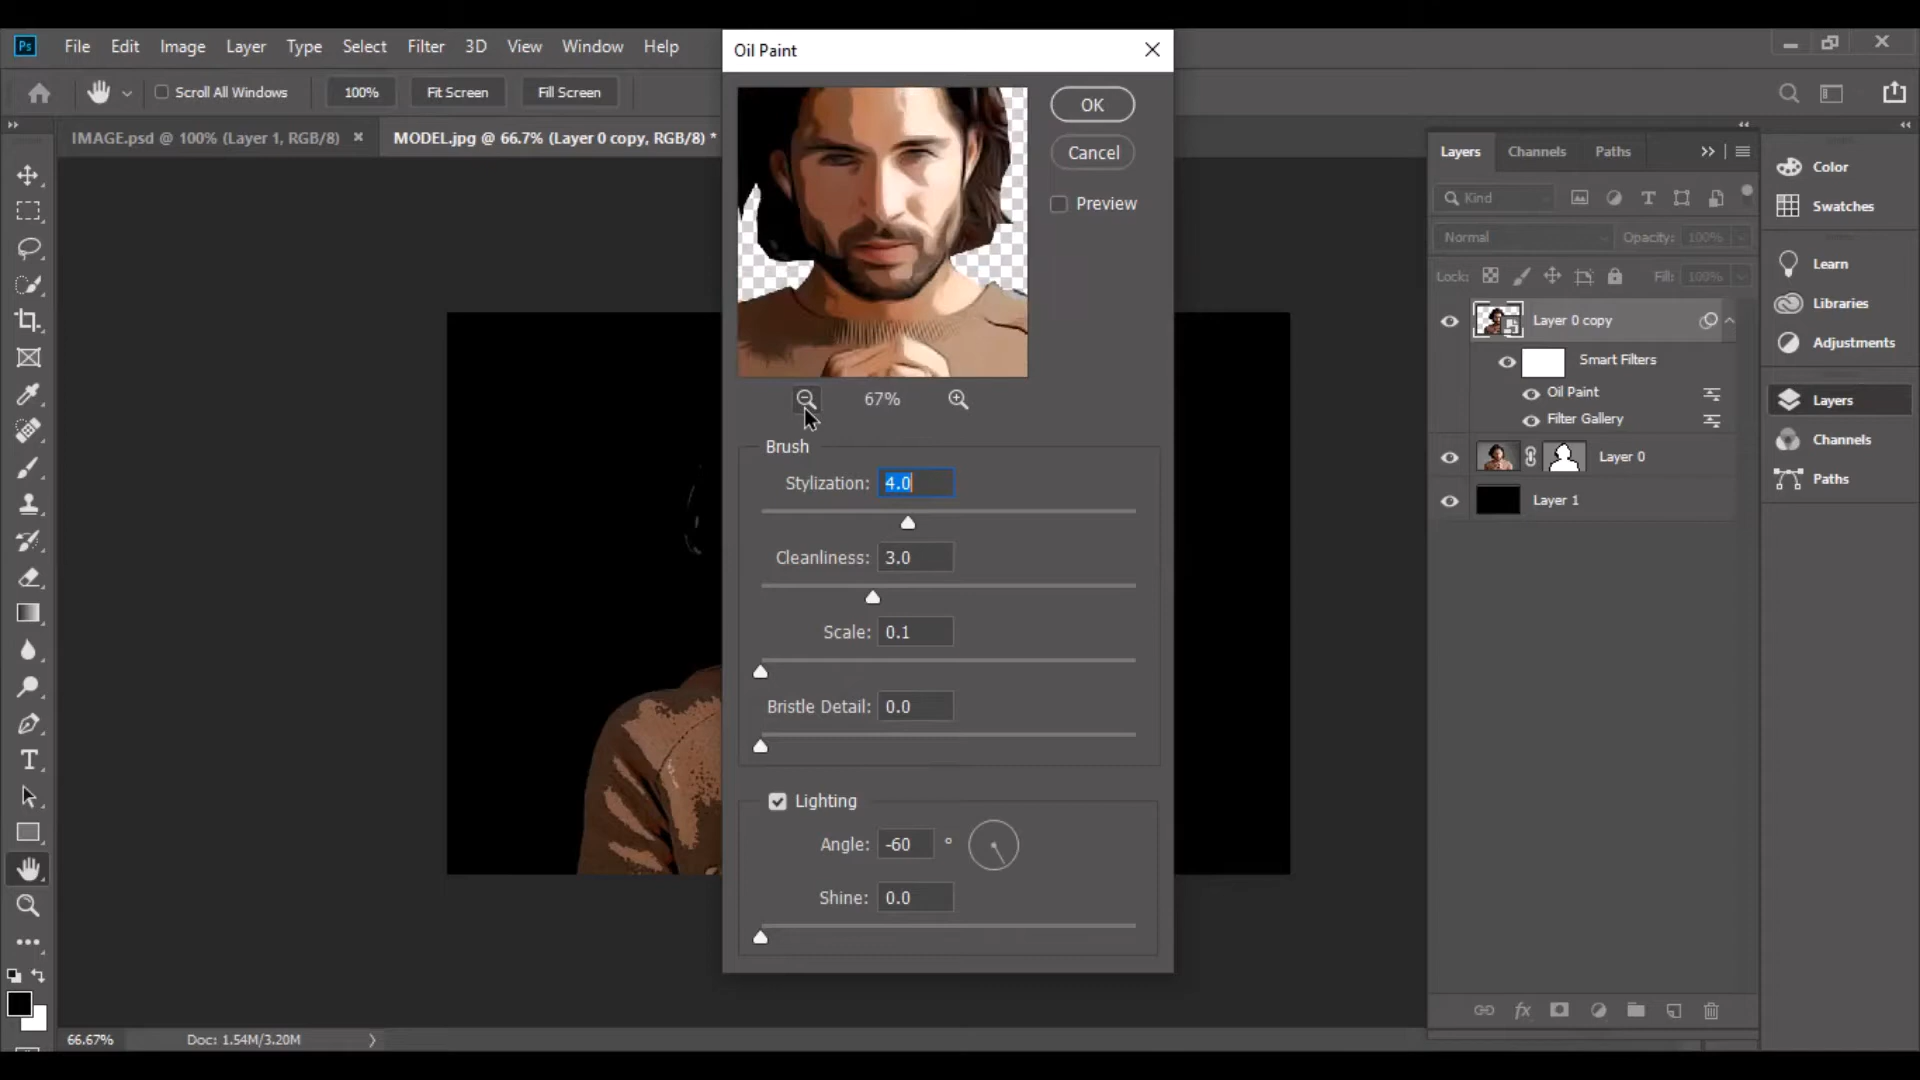 Ps File Edit Image Layer Type Select Filter 3D View Window Help
Scroll All Windows 100% Fit Screen Fill Screen
IMAGE.psd @ 100% (Layer 1, RGB/8) ×
MODEL.jpg @ 66.7% (Layer 0 copy, RGB/8) *
Oil Paint
OK
Cancel
Preview
67%
Brush
Stylization: 4.0
Cleanliness: 3.0
Scale: 0.1
Bristle Detail: 0.0
Lighting
Angle: -60 °
Shine: 0.0
Layers Channels Paths
Kind
Normal Opacity: 100%
Lock: Fill: 100%
Layer 0 copy
Smart Filters
Oil Paint
Filter Gallery
Layer 0
Layer 1
fx
Color
Swatches
Learn
Libraries
Adjustments
Layers
Channels
Paths
66.67% Doc: 1.54M/3.20M